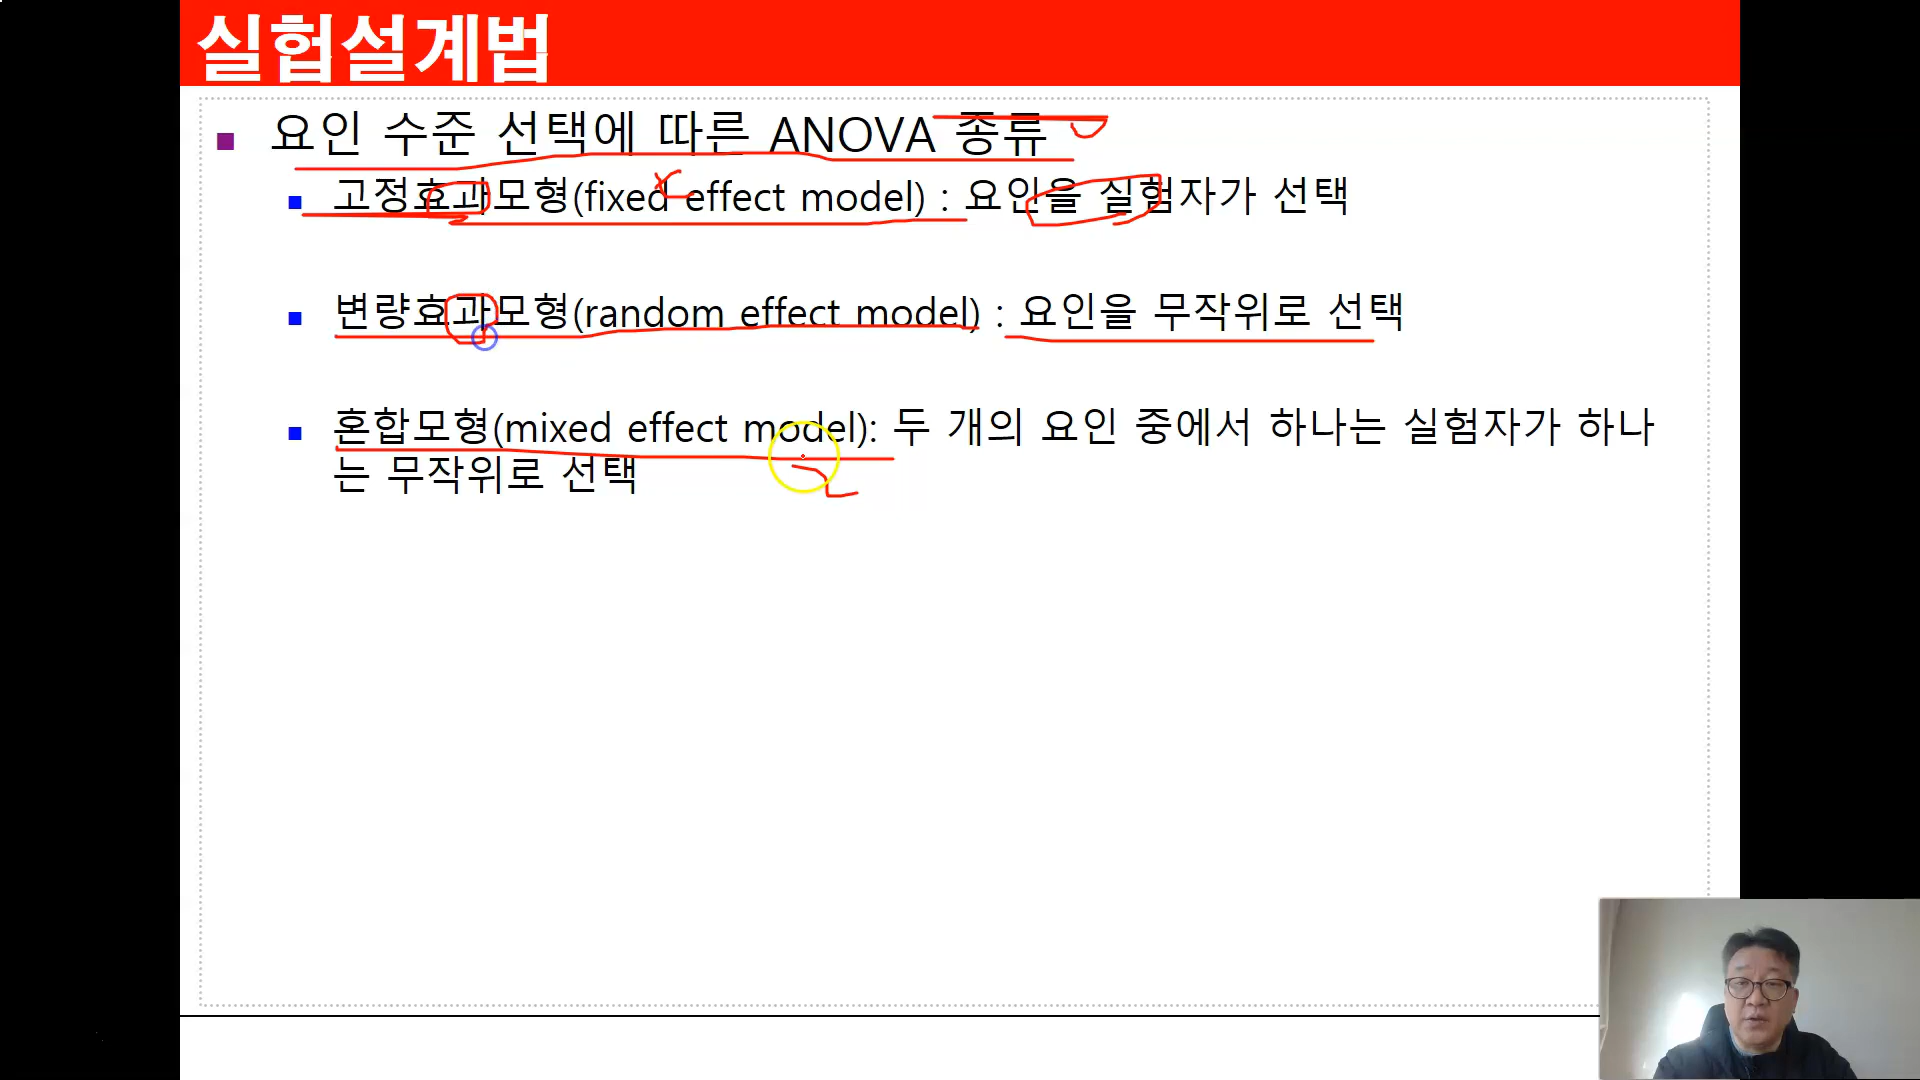 실험설계법
요인 수준 선택에 따른 ANOVA 종류
고정효과모형(fixed effect model) : 요인을 실험자가 선택
변량효과모형(random effect model) : 요인을 무작위로 선택
혼합모형(mixed effect model): 두 개의 요인 중에서 하나는 실험자가 하나
는 무작위로 선택